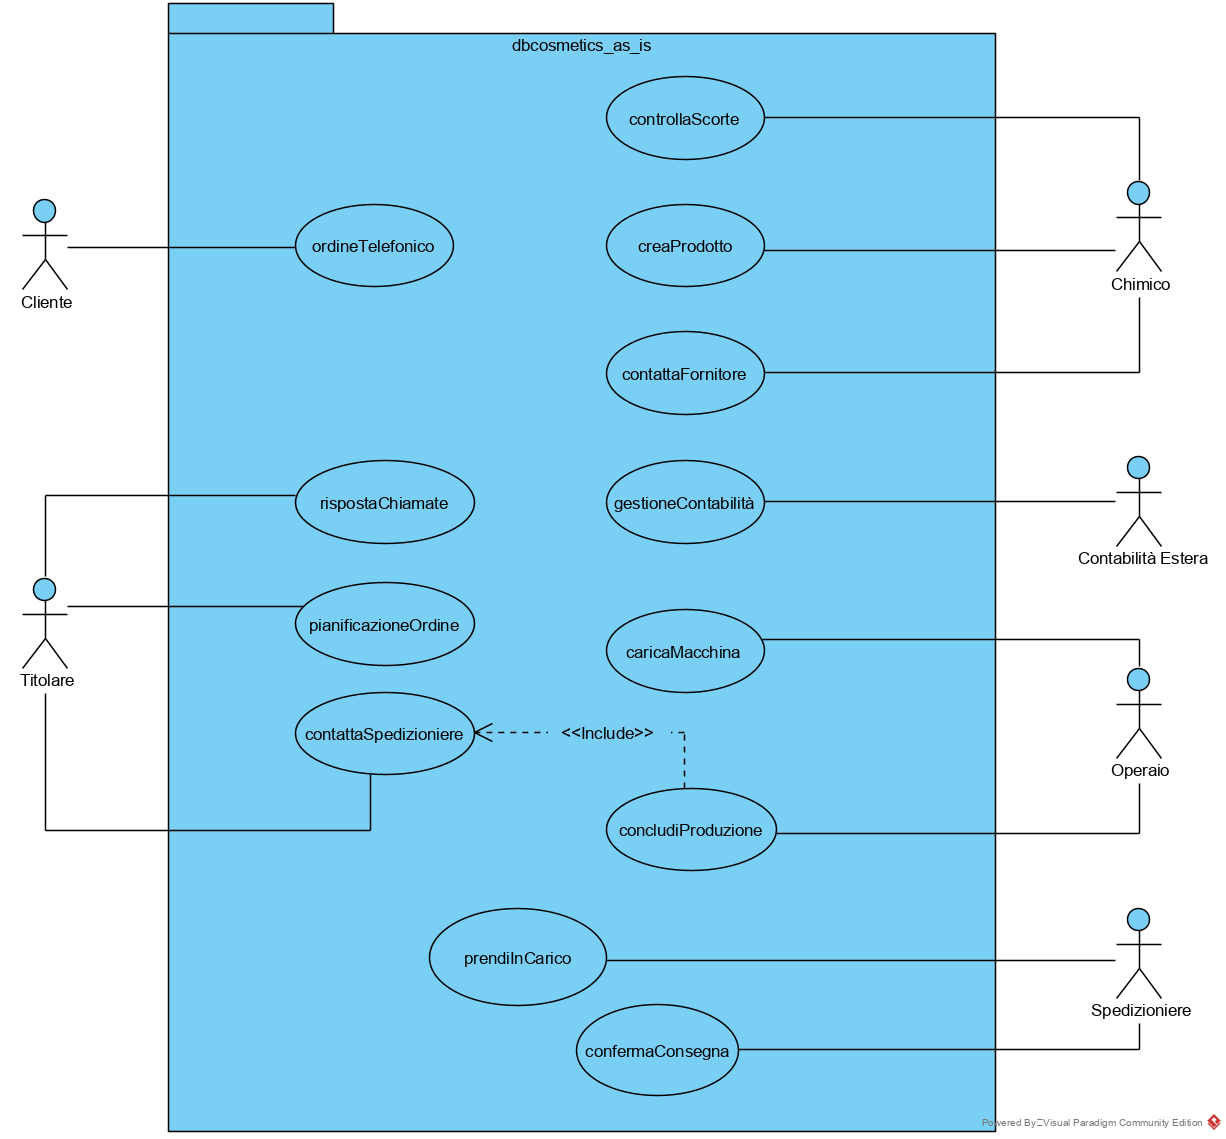 dbcosmetics_as_is
controllaScorte
Cliente
ordineTelefonico
creaProdotto
Chimico
contattaFornitore
rispostaChiamate
gestioneContabilità
Contabilità Estera
Titolare
pianificazioneOrdine
caricaMacchina
contattaSpedizioniere
<<Include>>
Operaio
concludiProduzione
prendiInCarico
Spedizioniere
confermaConsegna
Powered By Visual Paradigm Community Edition